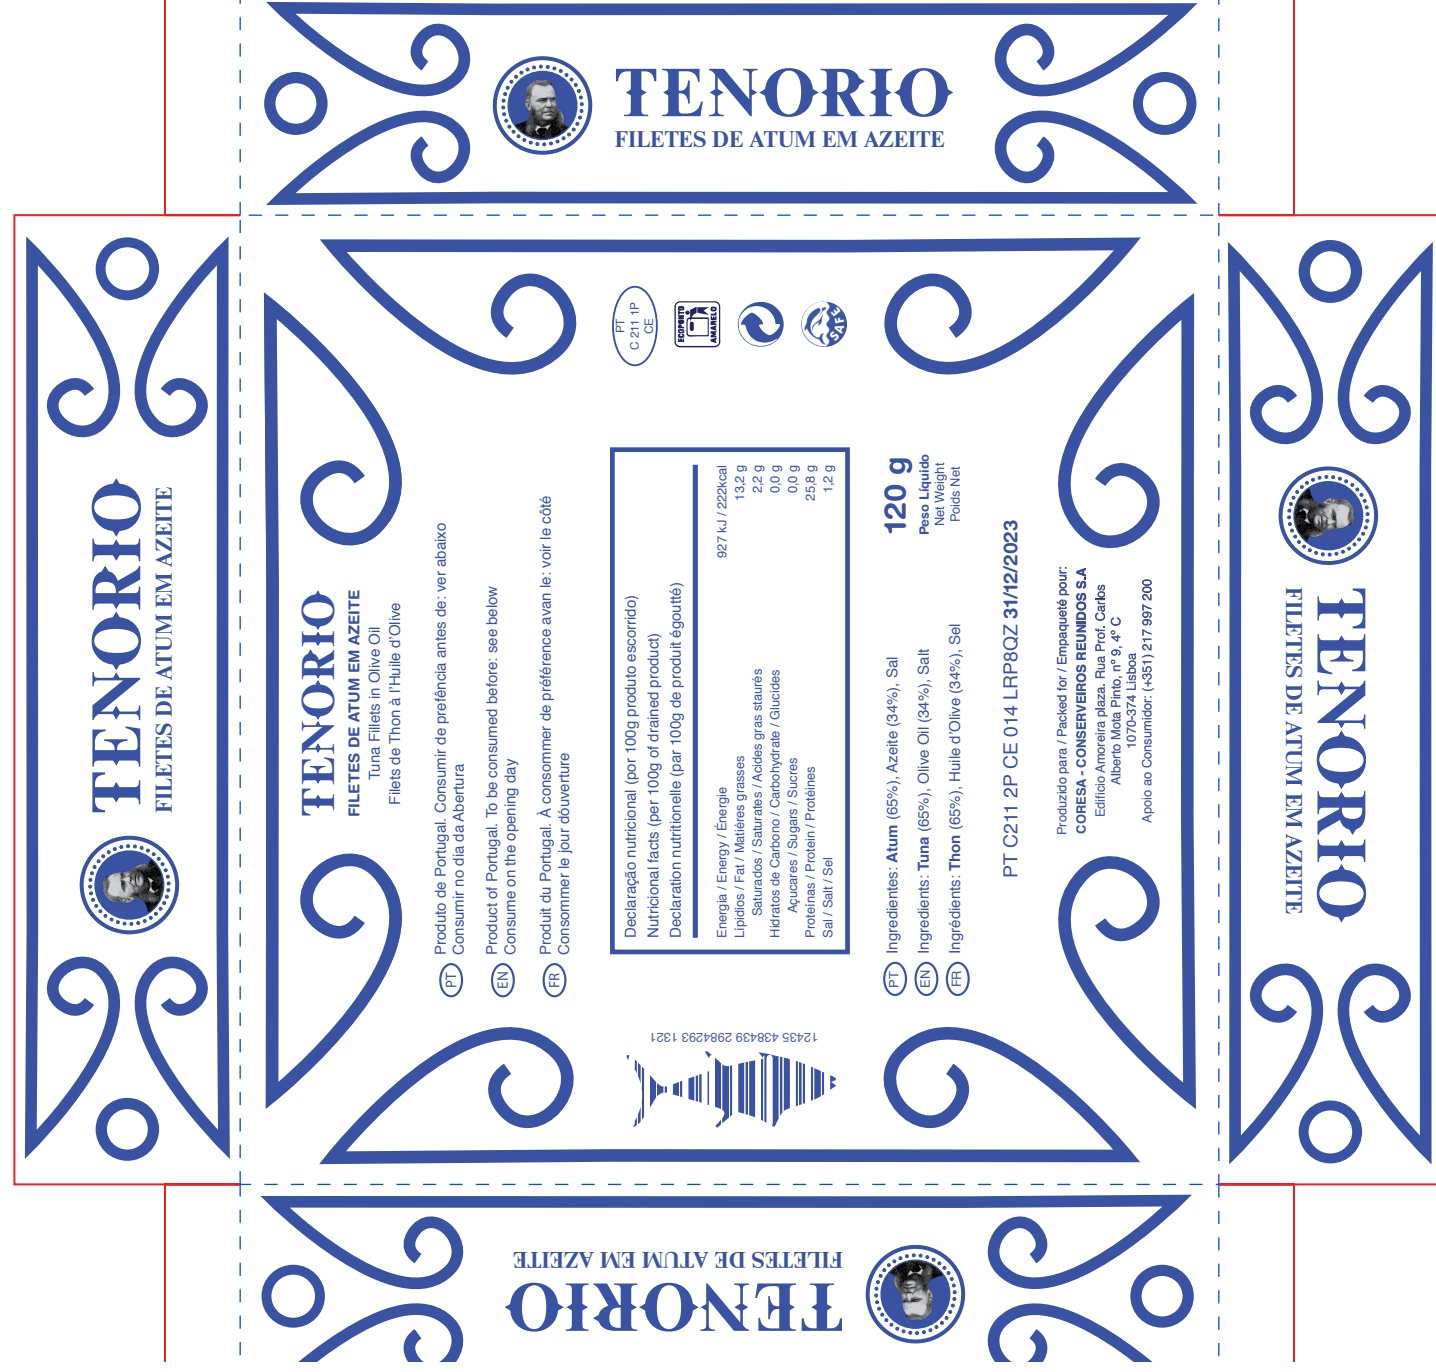 TENORIO
FILETES DE ATUM EM AZEITE
TENORIO
FILETES DE ATUM EM AZEITE
TENORIO
FILETES DE ATUM EM AZEITE
Tuna Fillets in Olive Oil
Filets de Thon à l'Huile d'Olive
PT
Produto de Portugal. Consumir de prefência antes de: ver abaixo
Consumir no dia da Abertura
EN
Product of Portugal. To be consumed before: see below
Consume on the opening day
FR
Produit du Portugal. À consommer de préférence avan le: voir le côté
Consommer le jour dóuverture
PT
C 211 1P
CE
ECOPONTO
AMARELO
SAFE
Declaração nutricional (por 100g produto escorrido)
Nutricional facts (per 100g of drained product)
Declaration nutritionelle (par 100g de produit égoutté)
Energia / Energy / Énergie 927 kJ / 222kcal
Lipidios / Fat / Matiéres grasses 13,2 g
Saturados / Saturates / Acides gras staurés 2,2 g
Hidratos de Carbono / Carbohydrate / Glucides 0,0 g
Açucares / Sugars / Sucres 0,0 g
Proteínas / Protein / Protéines 25,8 g
Sal / Salt / Sel 1,2 g
12435 438439 2984293 1321
PT
Ingredientes: Atum (65%), Azeite (34%), Sal
EN
Ingredients: Tuna (65%), Olive Oil (34%), Salt
FR
Ingrédients: Thon (65%), Huile d'Olive (34%), Sel
120 g
Peso Líquido
Net Weight
Polds Net
PT C211 2P CE 014 LRP8QZ 31/12/2023
Produzido para / Packed for / Empaqueté pour:
CORESA - CONSERVEIROS REUNIDOS S.A
Edifício Amoreira plaza. Rua Prof. Carlos
Alberto Mota Pinto, nº 9, 4º C
1070-374 Lisboa
Apoio ao Consumidor: (+351) 217 997 200
TENORIO
FILETES DE ATUM EM AZEITE
TENORIO
FILETES DE ATUM EM AZEITE